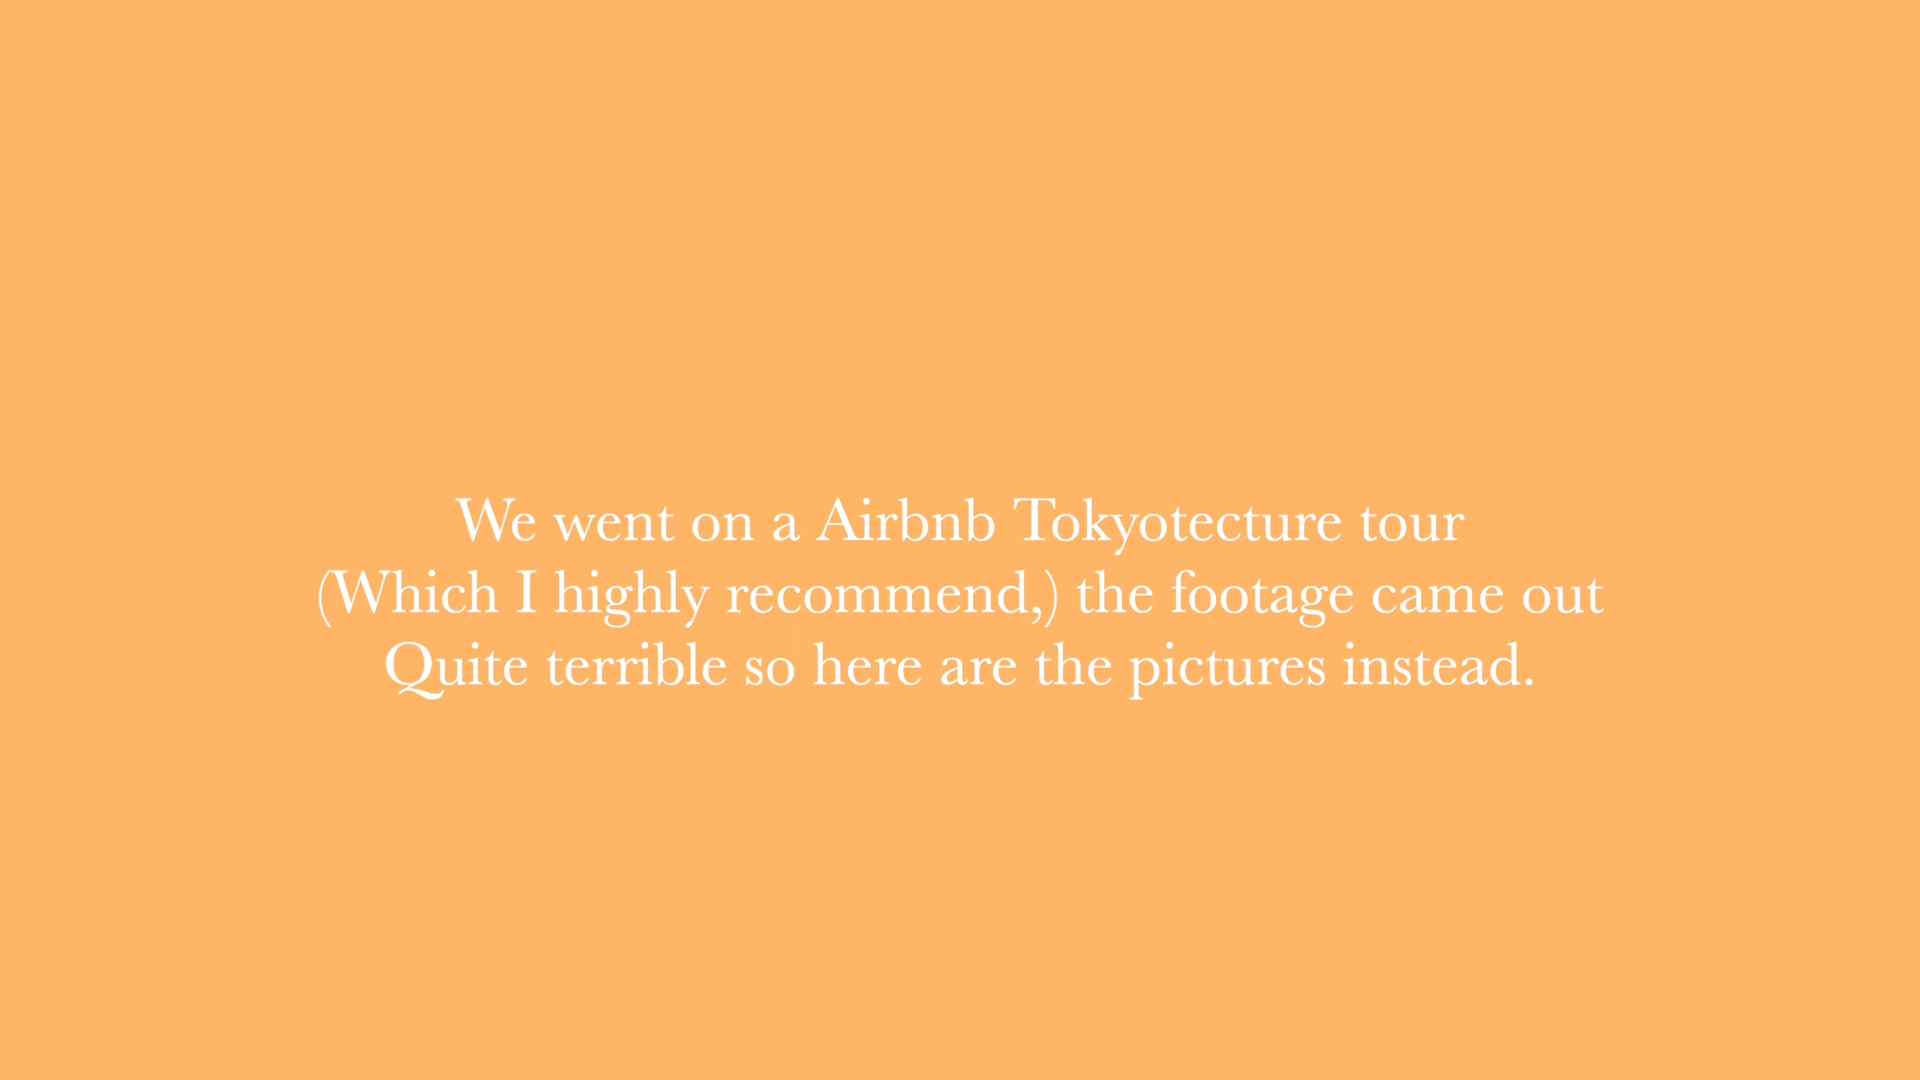 We went on a Airbnb Tokyotecture tour
(Which I highly recommend,) the footage came out
Quite terrible so here are the pictures instead.